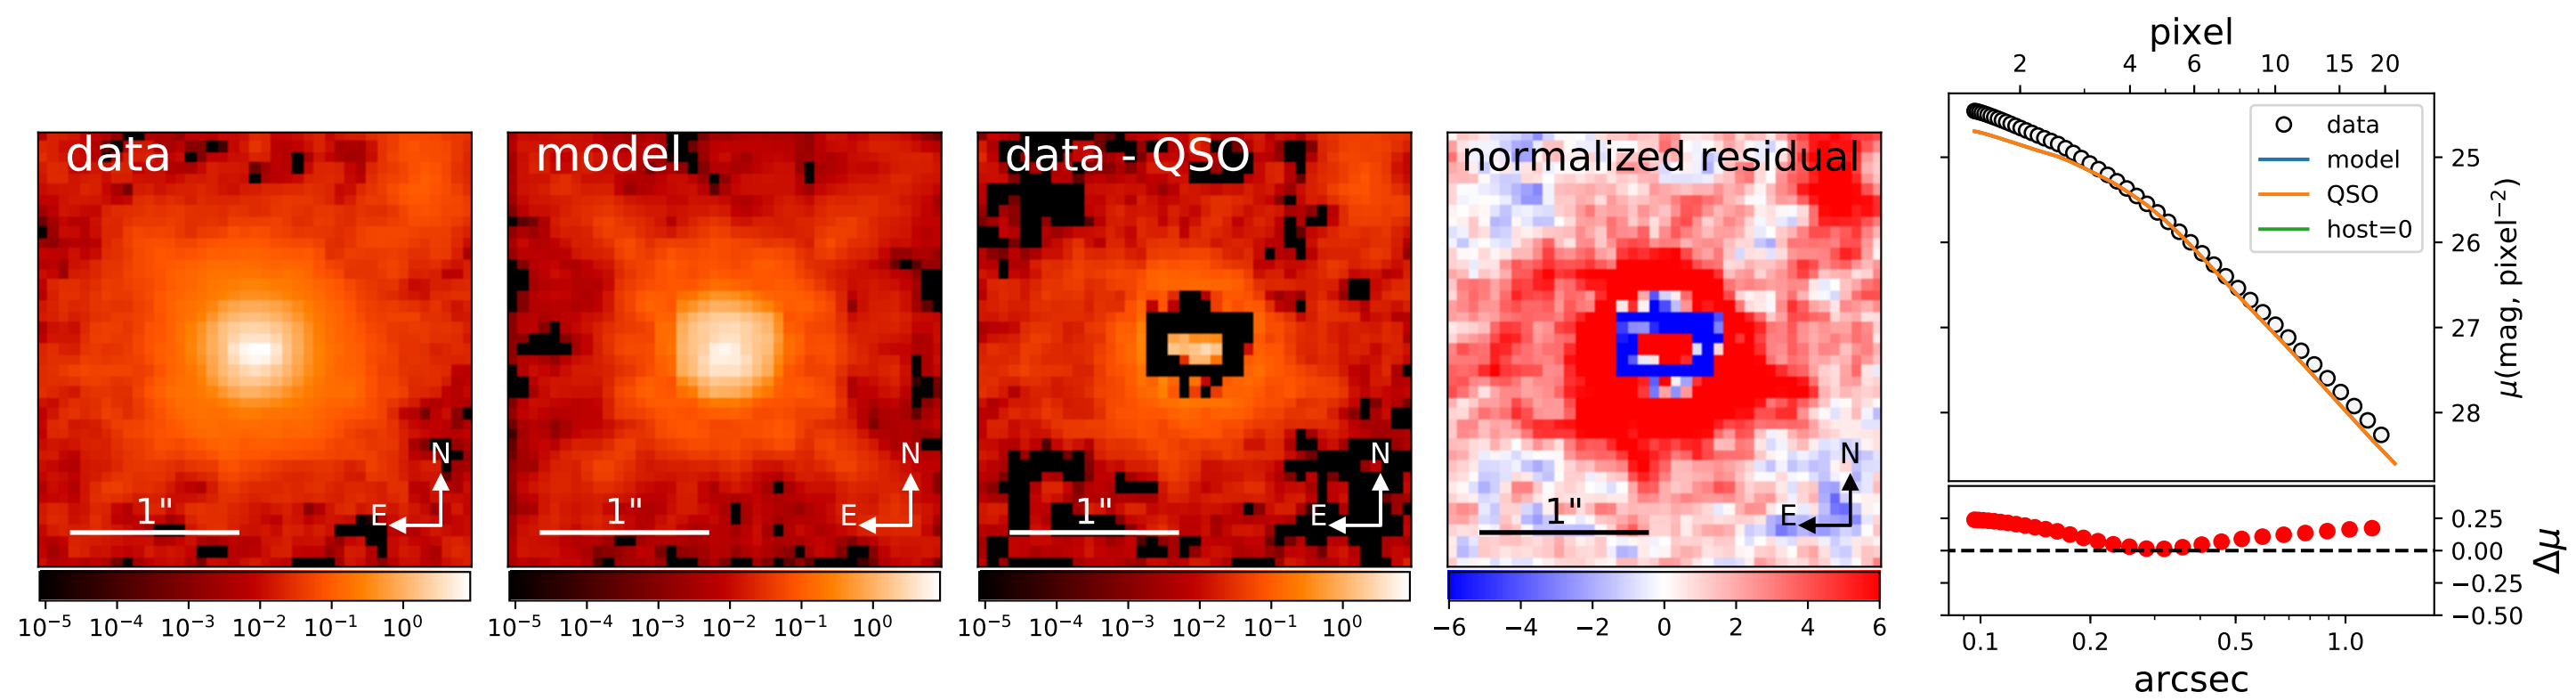 data
N
E
1"
10⁻⁵ 10⁻⁴ 10⁻³ 10⁻² 10⁻¹ 10⁰
model
N
E
1"
10⁻⁵ 10⁻⁴ 10⁻³ 10⁻² 10⁻¹ 10⁰
data - QSO
N
E
1"
10⁻⁵ 10⁻⁴ 10⁻³ 10⁻² 10⁻¹ 10⁰
normalized residual
N
E
1"
−6 −4 −2 0 2 4 6
pixel
2 4 6 10 15 20
data
model
QSO
host=0
25
26
27
28
μ(mag, pixel⁻²)
0.25
0.00
−0.25
−0.50
Δμ
0.1 0.2 0.5 1.0
arcsec